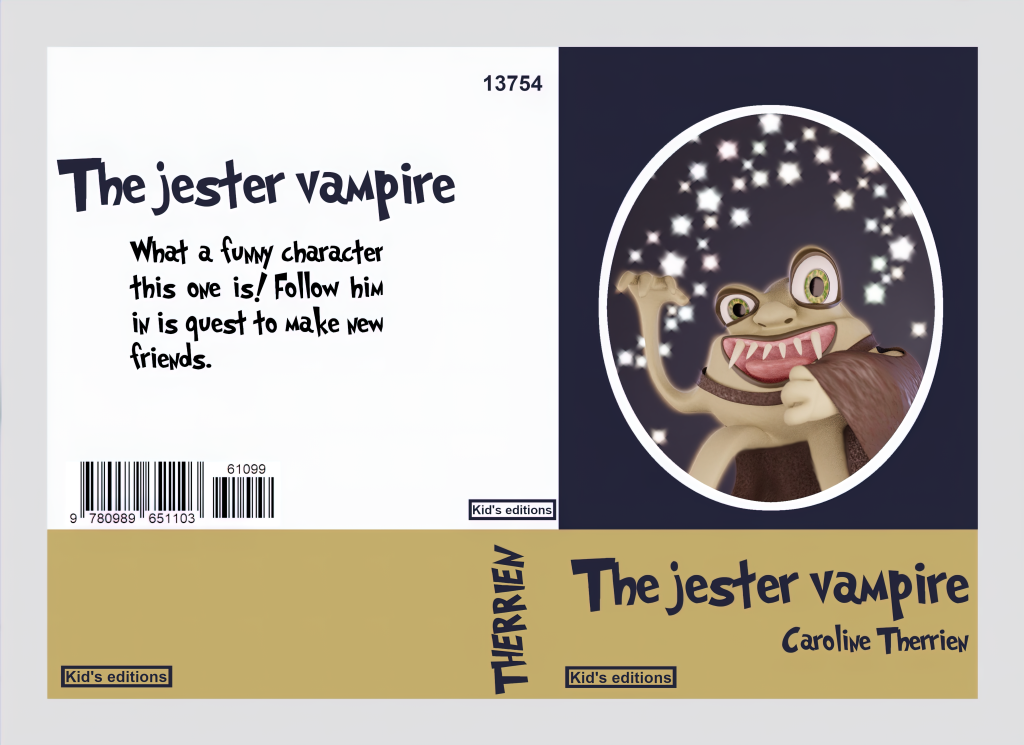 13754
The jester vampire
What a funny character
this one is! Follow him
in is quest to make new
friends.
61099
9 780989 651103
Kid's editions
Kid's editions
THERRIEN
The jester vampire
Caroline Therrien
Kid's editions